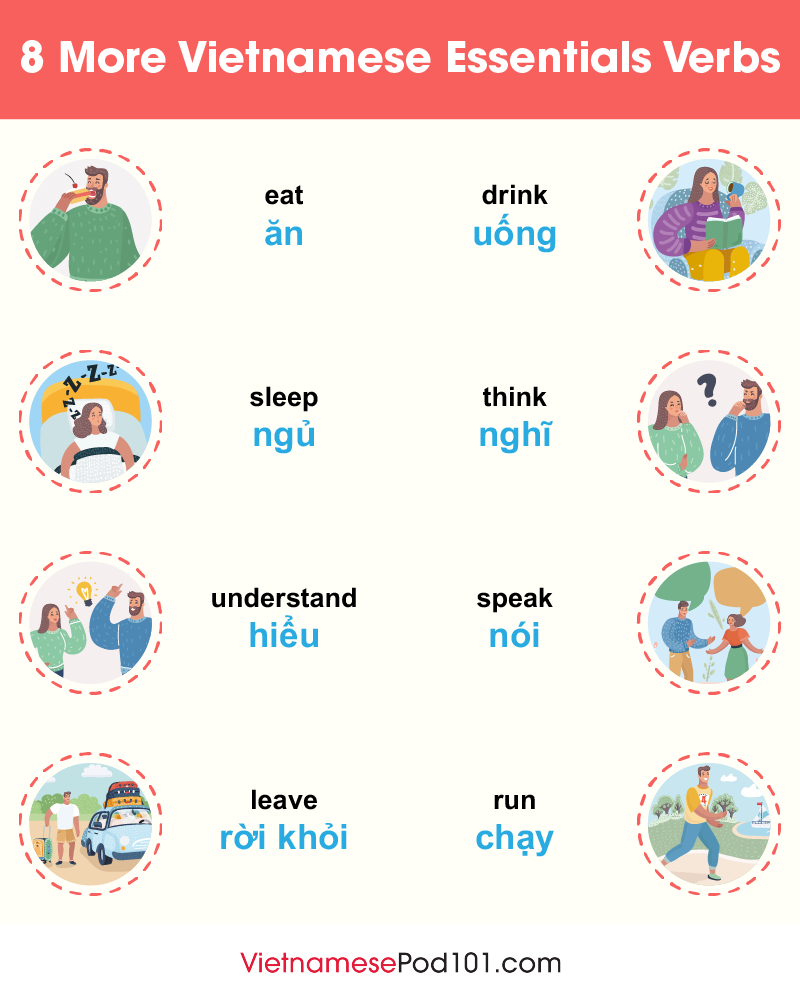 8 More Vietnamese Essentials Verbs
eat
ăn
drink
uống
Z-Z-Z-Z-Z
sleep
ngủ
think
nghĩ
?
understand
hiểu
speak
nói
leave
rời khỏi
run
chạy
4
VietnamesePod101.com